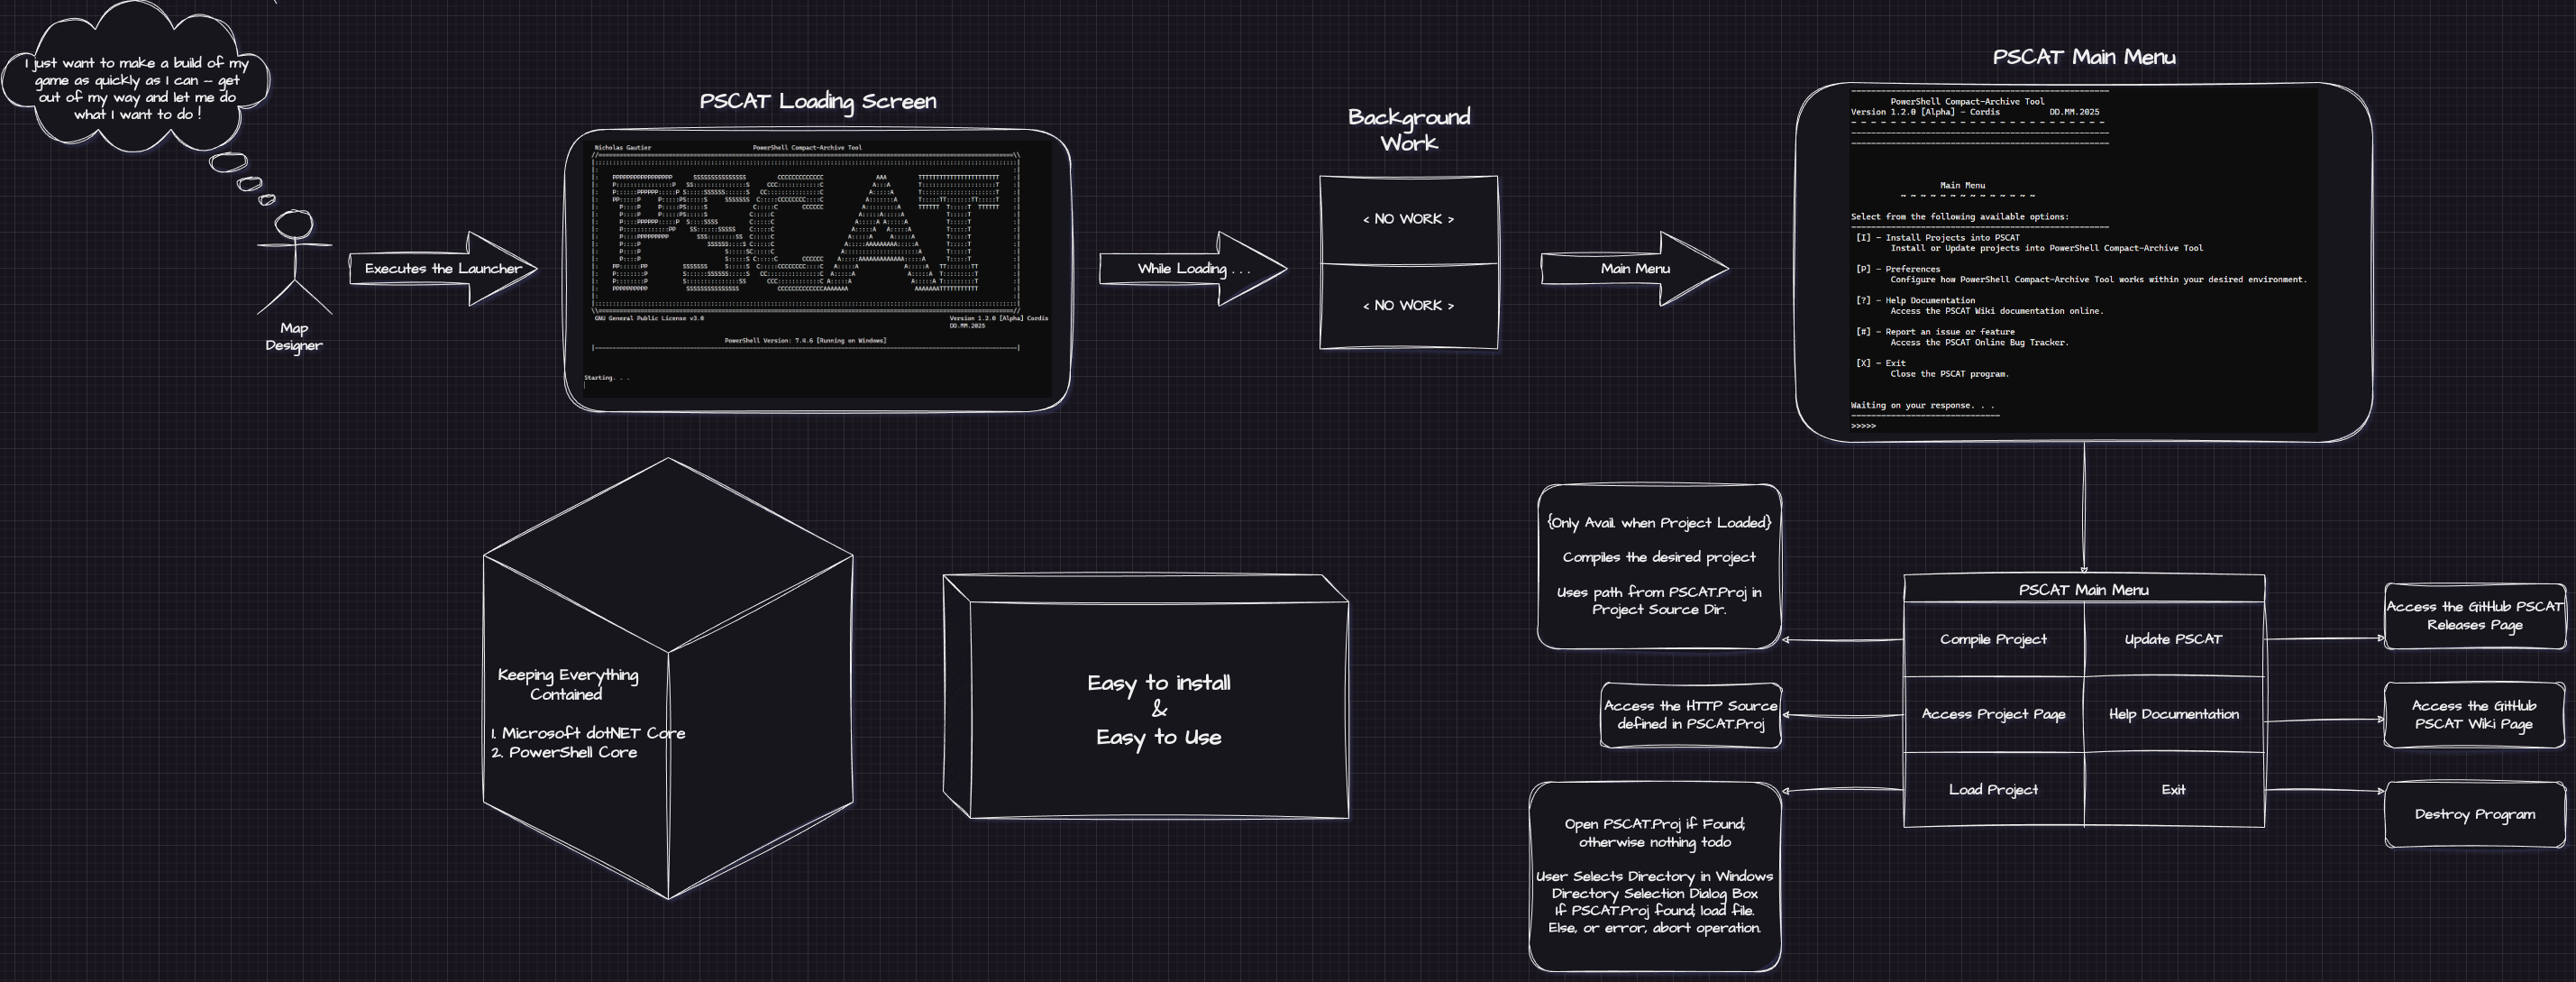 I just want to make a build of my
game as quickly as I can - get
out of my way and let me do
what I want to do !
Map
Designer
Executes the Launcher
PSCAT Loading Screen
Nicholas Gautier
PowerShell Compact-Archive Tool
GNU General Public License v3.0
Version 1.2.0 [Alpha] Cordis
DD.MM.2025
PowerShell Version: 7.4.6 [Running on Windows]
Starting. . .
While Loading . . .
Background
Work
< NO WORK >
< NO WORK >
Main Menu
PSCAT Main Menu
PowerShell Compact-Archive Tool
Version 1.2.0 [Alpha] - Cordis DD.MM.2025
Main Menu
Select from the following available options:
[I] - Install Projects into PSCAT
Install or Update projects into PowerShell Compact-Archive Tool
[P] - Preferences
Configure how PowerShell Compact-Archive Tool works within your desired environment.
[?] - Help Documentation
Access the PSCAT Wiki documentation online.
[#] - Report an issue or feature
Access the PSCAT Online Bug Tracker.
[X] - Exit
Close the PSCAT program.
Waiting on your response. . .
>>>>>
Keeping Everything
Contained
1. Microsoft dotNET Core
2. PowerShell Core
Easy to install
&
Easy to Use
{Only Avail. when Project Loaded}
Compiles the desired project
Uses path from PSCAT.Proj in
Project Source Dir.
Access the HTTP Source
defined in PSCAT.Proj
Open PSCAT.Proj if Found;
otherwise nothing todo
User Selects Directory in Windows
Directory Selection Dialog Box
If PSCAT.Proj found; load file.
Else, or error, abort operation.
PSCAT Main Menu
Compile Project
Update PSCAT
Access Project Page
Help Documentation
Load Project
Exit
Access the GitHub PSCAT
Releases Page
Access the GitHub
PSCAT Wiki Page
Destroy Program